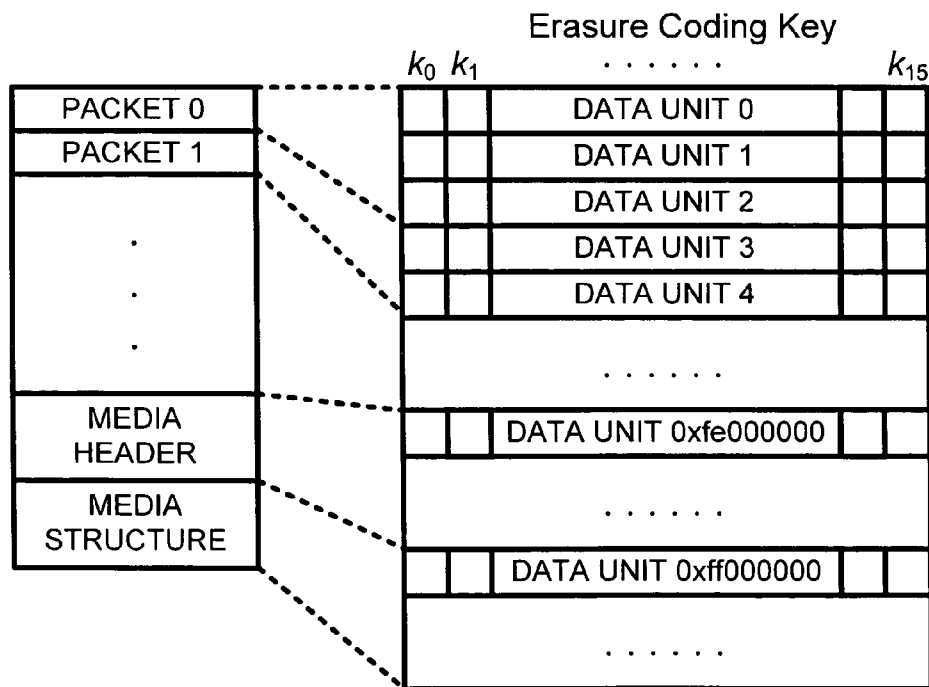 Erasure Coding Key
k0 k1 . . . . . . k15
PACKET 0
PACKET 1
.
.
.
MEDIA
HEADER
MEDIA
STRUCTURE
DATA UNIT 0
DATA UNIT 1
DATA UNIT 2
DATA UNIT 3
DATA UNIT 4
. . . . . .
DATA UNIT 0xfe000000
. . . . . .
DATA UNIT 0xff000000
. . . . . .